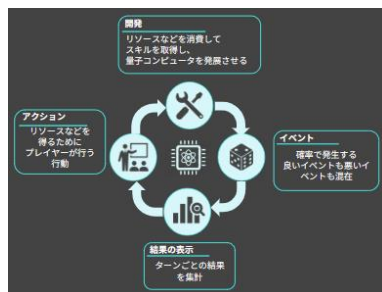 開発
リソースなどを消費して
スキルを取得し、
量子コンピュータを発展させる
アクション
リソースなどを
得るために
プレイヤーが行う
行動
イベント
確率で発生する
良いイベントも悪いイ
ベントも混在
結果の表示
ターンごとの結果
を集計